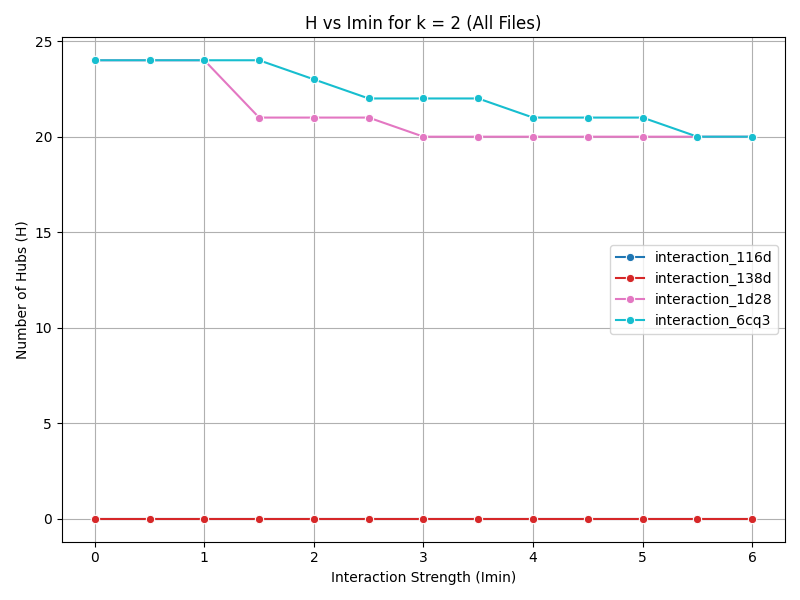 H vs Imin for k = 2 (All Files)
Number of Hubs (H)
25
20
15
10
5
0
interaction_116d
interaction_138d
interaction_1d28
interaction_6cq3
0 1 2 3 4 5 6
Interaction Strength (Imin)